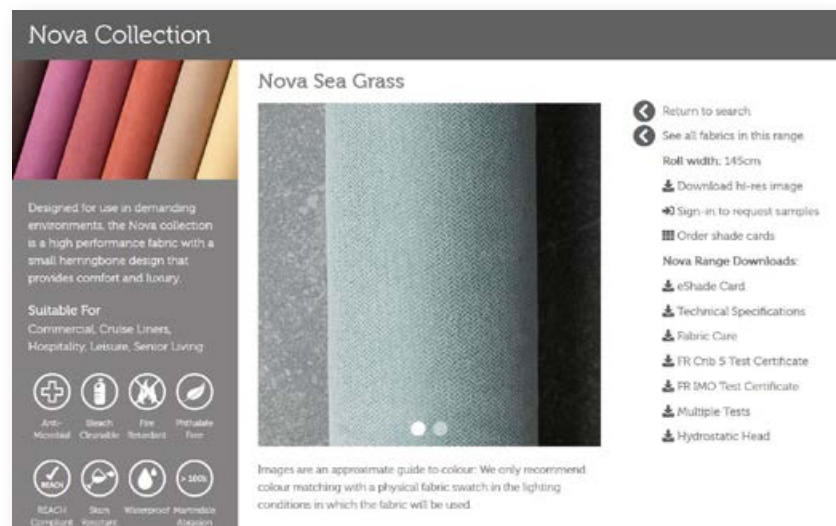 Nova Collection
Designed for use in demanding
environments, the Nova collection
is a high performance fabric with a
small herringbone design that
provides comfort and luxury.
Suitable For
Commercial, Cruise Liners,
Hospitality, Leisure, Senior Living
Anti- Bleach Fire Phthalate
Microbial Cleanable Retardant Free
REACH
> 100k
REACH Stain Waterproof Martindale
Compliant Resistant Abrasion
Nova Sea Grass
Images are an approximate guide to colour: We only recommend
colour matching with a physical fabric swatch in the lighting
conditions in which the fabric will be used.
Return to search
See all fabrics in this range
Roll width: 145cm
Download hi-res image
Sign-in to request samples
Order shade cards
Nova Range Downloads:
eShade Card
Technical Specifications
Fabric Care
FR Crib 5 Test Certificate
FR IMO Test Certificate
Multiple Tests
Hydrostatic Head